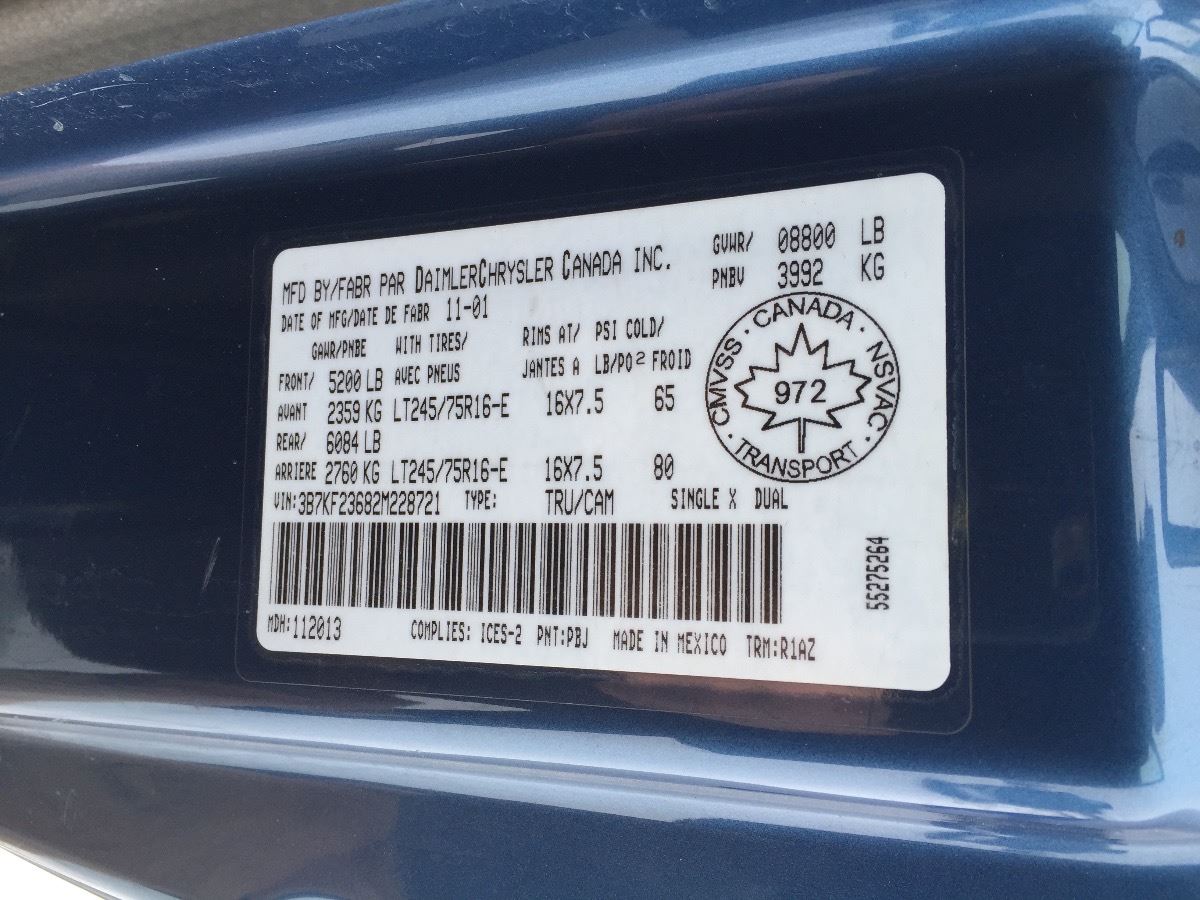 MFD BY/FABR PAR DAIMLERCHRYSLER CANADA INC. GVWR/ 08800 LB
PNBV 3992 KG
DATE OF MFG/DATE DE FABR 11-01
GAWR/PNBE WITH TIRES/ RIMS AT/ PSI COLD/
FRONT/ 5200 LB AVEC PNEUS JANTES A LB/PO2 FROID
AVANT 2359 KG LT245/75R16-E 16X7.5 65
REAR/ 6084 LB
ARRIERE 2760 KG LT245/75R16-E 16X7.5 80
VIN:3B7KF23682M228721 TYPE: TRU/CAM SINGLE X DUAL
MDH:112013 COMPLIES: ICES-2 PNT:PBJ MADE IN MEXICO TRM:R1AZ
CMVSS · CANADA · NSVAC · TRANSPORT ·
972
55275264